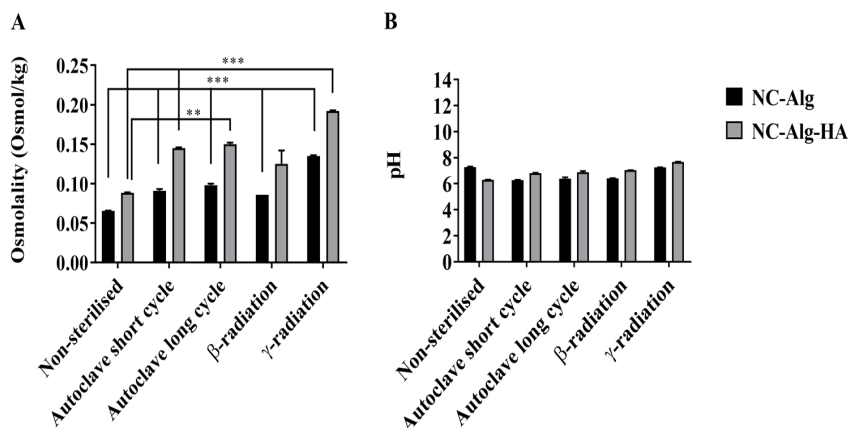 A
Osmolality (Osmol/kg)
0.25
0.20
0.15
0.10
0.05
0.00
***
***
**
Non-sterilised
Autoclave short cycle
Autoclave long cycle
β-radiation
γ-radiation
B
pH
14
12
10
8
6
4
2
0
Non-sterilised
Autoclave short cycle
Autoclave long cycle
β-radiation
γ-radiation
NC-Alg
NC-Alg-HA